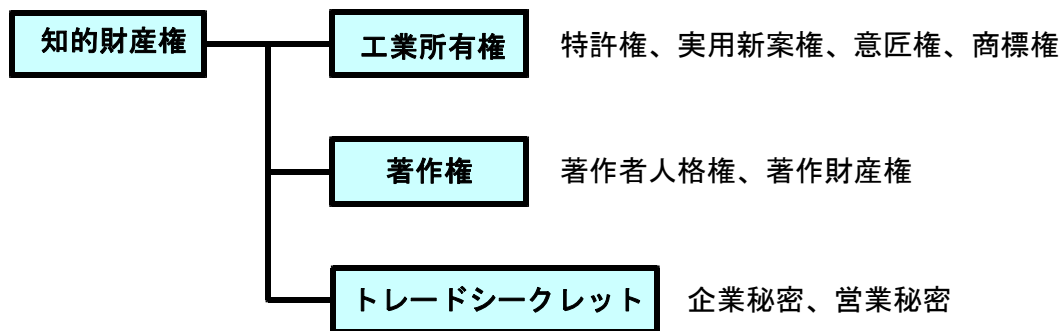 知的財産権
工業所有権
特許権、実用新案権、意匠権、商標権
著作権
著作者人格権、著作財産権
トレードシークレット
企業秘密、営業秘密